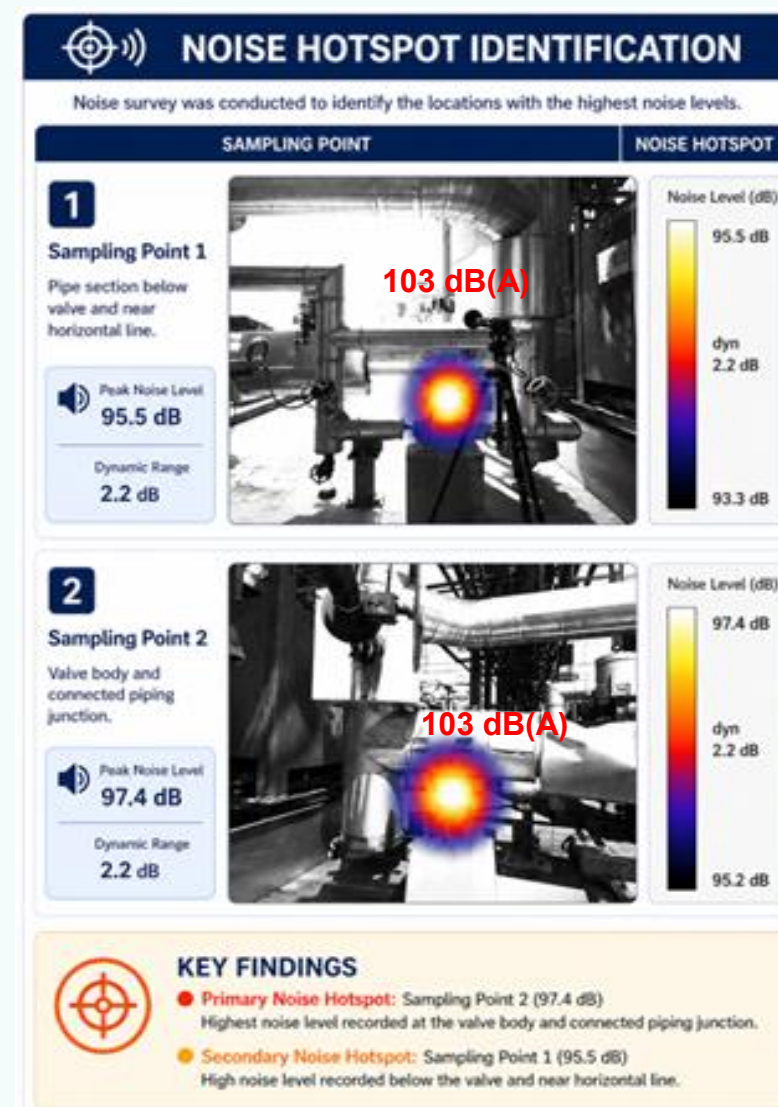 NOISE HOTSPOT IDENTIFICATION
Noise survey was conducted to identify the locations with the highest noise levels.
SAMPLING POINT
NOISE HOTSPOT
1
Sampling Point 1
Pipe section below
valve and near
horizontal line.
Peak Noise Level
95.5 dB
Dynamic Range
2.2 dB
103 dB(A)
Noise Level (dB)
95.5 dB
dyn
2.2 dB
93.3 dB
2
Sampling Point 2
Valve body and
connected piping
junction.
Peak Noise Level
97.4 dB
Dynamic Range
2.2 dB
103 dB(A)
Noise Level (dB)
97.4 dB
dyn
2.2 dB
95.2 dB
KEY FINDINGS
Primary Noise Hotspot: Sampling Point 2 (97.4 dB)
Highest noise level recorded at the valve body and connected piping junction.
Secondary Noise Hotspot: Sampling Point 1 (95.5 dB)
High noise level recorded below the valve and near horizontal line.